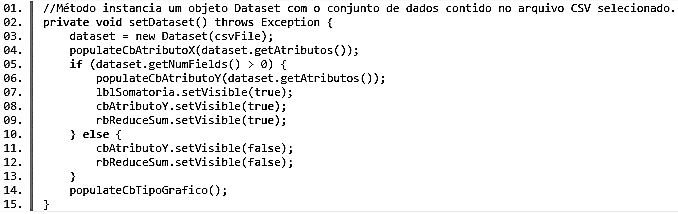 01. //Método instancia um objeto Dataset com o conjunto de dados contido no arquivo CSV selecionado.
02. private void setDataset() throws Exception {
03. dataset = new Dataset(csvFile);
04. populateCbAtributoX(dataset.getAtributos());
05. if (dataset.getNumFields() > 0) {
06. populateCbAtributoY(dataset.getAtributos());
07. lblSomatoria.setVisible(true);
08. cbAtributoY.setVisible(true);
09. rbReduceSum.setVisible(true);
10. } else {
11. cbAtributoY.setVisible(false);
12. rbReduceSum.setVisible(false);
13. }
14. populateCbTipoGrafico();
15. }